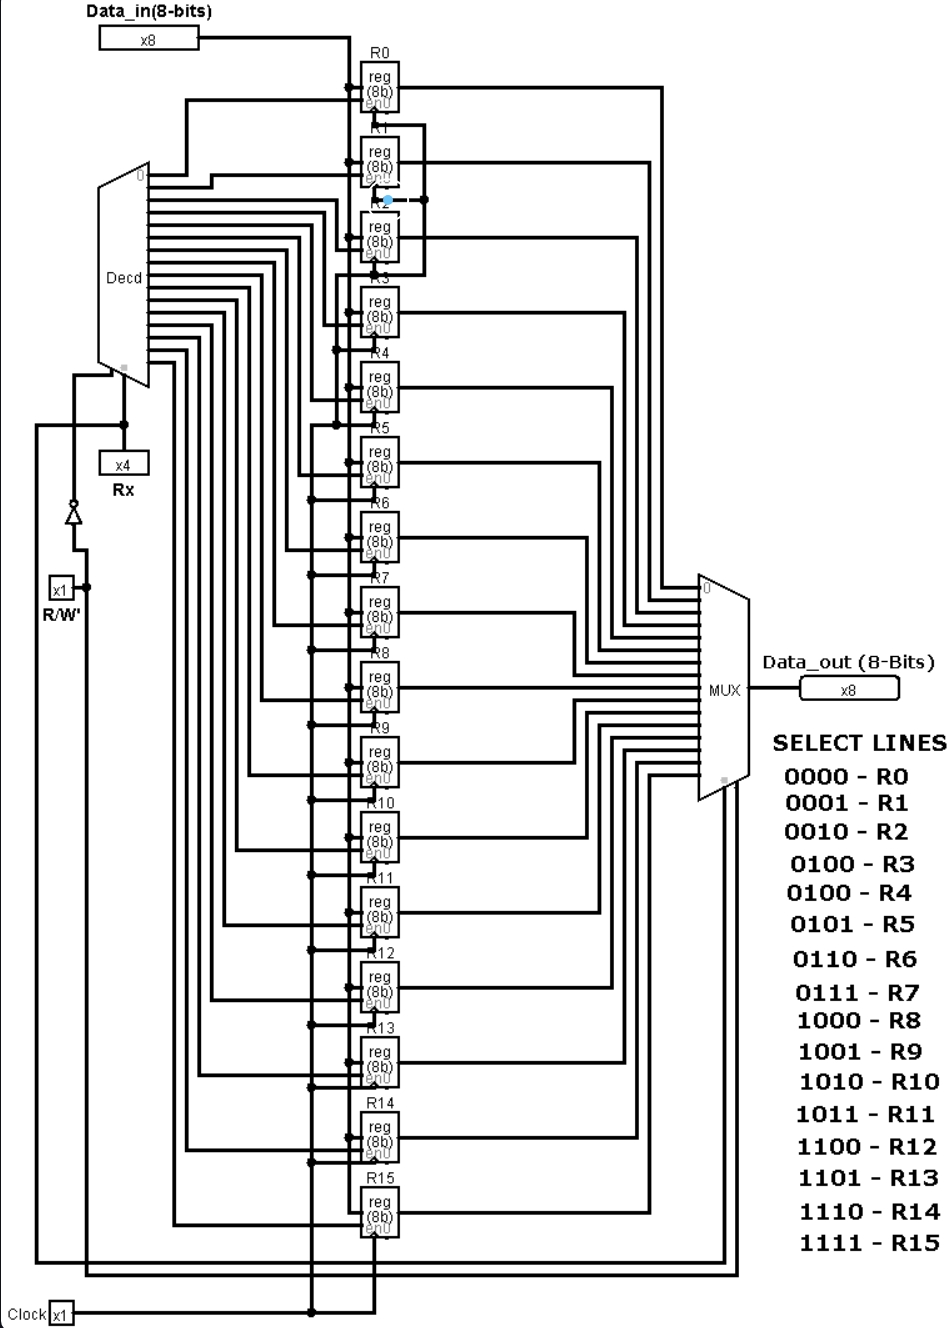 Data_in(8-bits)
x8
R0
reg
(8b)
en0
R1
reg
(8b)
en0
R2
reg
(8b)
en0
R3
reg
(8b)
en0
R4
reg
(8b)
en0
R5
reg
(8b)
en0
R6
reg
(8b)
en0
R7
reg
(8b)
en0
R8
reg
(8b)
en0
R9
reg
(8b)
en0
R10
reg
(8b)
en0
R11
reg
(8b)
en0
R12
reg
(8b)
en0
R13
reg
(8b)
en0
R14
reg
(8b)
en0
R15
reg
(8b)
en0
0
Decd
x4
Rx
x1
R/W'
Clock x1
0
MUX
Data_out (8-Bits)
x8
SELECT LINES
0000 - R0
0001 - R1
0010 - R2
0100 - R3
0100 - R4
0101 - R5
0110 - R6
0111 - R7
1000 - R8
1001 - R9
1010 - R10
1011 - R11
1100 - R12
1101 - R13
1110 - R14
1111 - R15